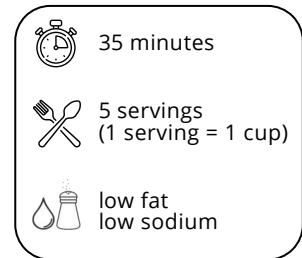 35 minutes
5 servings
(1 serving = 1 cup)
low fat
low sodium